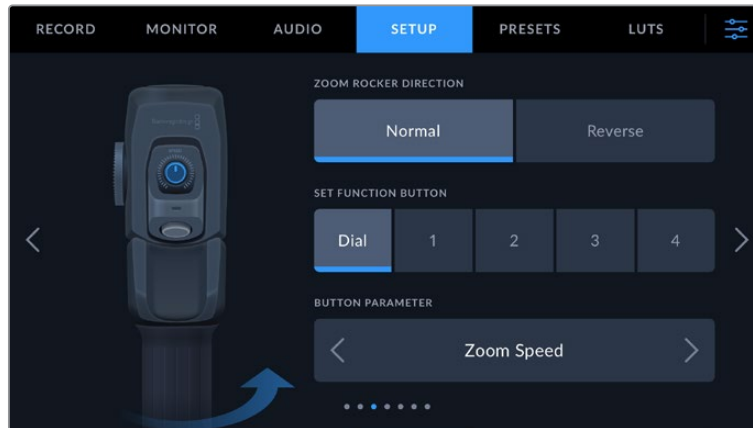 RECORD MONITOR AUDIO SETUP PRESETS LUTS
ZOOM ROCKER DIRECTION
Normal Reverse
SET FUNCTION BUTTON
Dial 1 2 3 4
BUTTON PARAMETER
Zoom Speed